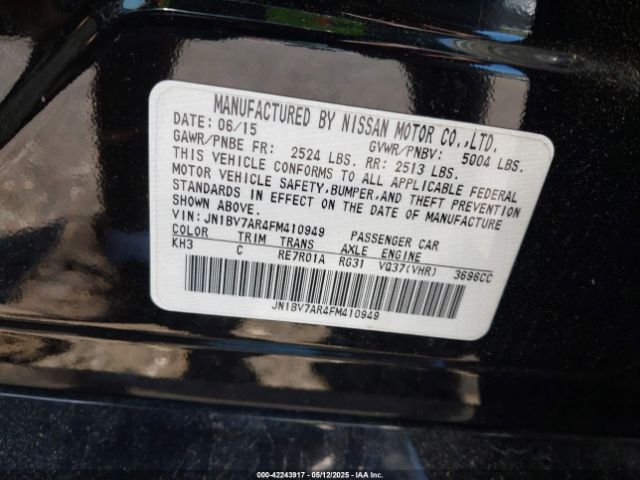 MANUFACTURED BY NISSAN MOTOR CO.,LTD.
DATE: 06/15 GVWR/PNBV: 5004 LBS.
GAWR/PNBE FR: 2524 LBS. RR: 2513 LBS.
THIS VEHICLE CONFORMS TO ALL APPLICABLE FEDERAL
MOTOR VEHICLE SAFETY,BUMPER,AND THEFT PREVENTION
STANDARDS IN EFFECT ON THE DATE OF MANUFACTURE
SHOWN ABOVE.
VIN: JN1BV7AR4FM410949 PASSENGER CAR
COLOR TRIM TRANS AXLE ENGINE
KH3 C RE7R01A RG31 VQ37(VHR) 3696CC
JN1BV7AR4FM410949
000-42243917 - 05/12/2025 - IAAI.COM